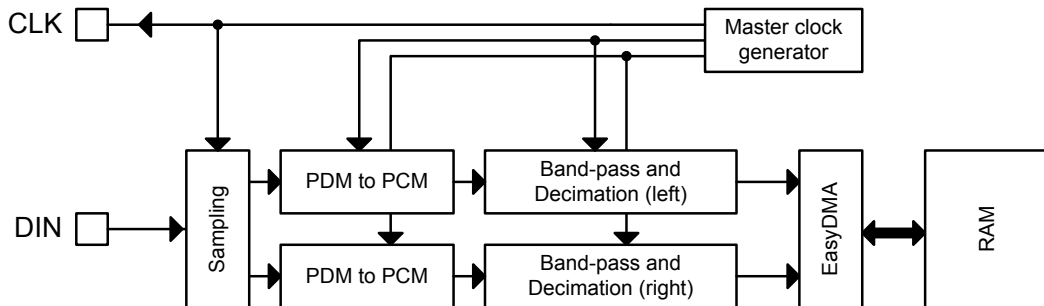 CLK
Master clock
generator
DIN
Sampling
PDM to PCM
Band-pass and
Decimation (left)
PDM to PCM
Band-pass and
Decimation (right)
EasyDMA
RAM